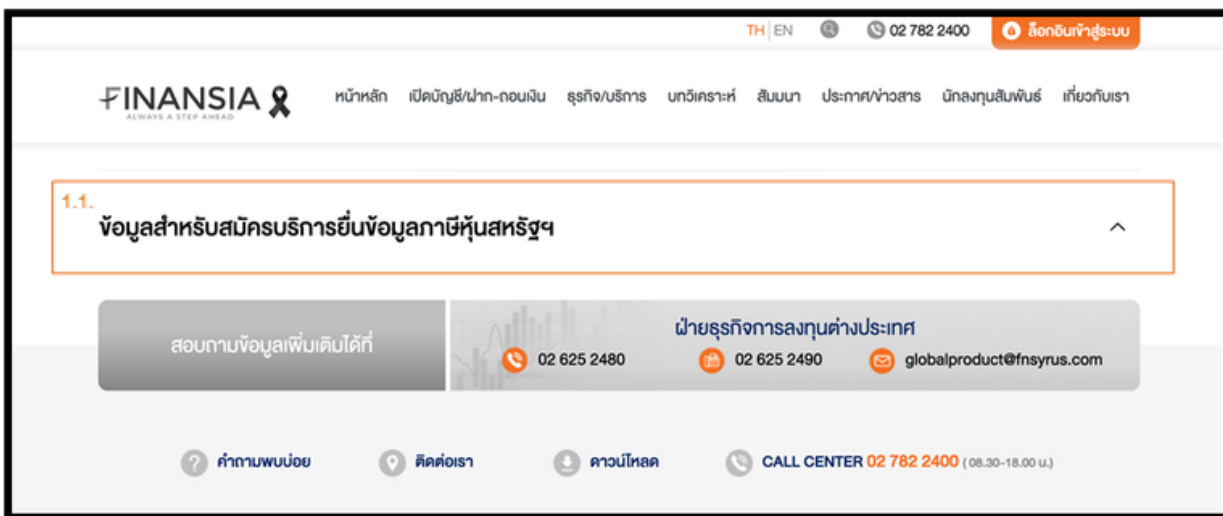 TH EN 02 782 2400 ล็อกอินเข้าสู่ระบบ
FINANSIA หน้าหลัก เปิดบัญชี/ฝาก-ถอนเงิน ธุรกิจ/บริการ บทวิเคราะห์ สัมมนา ประกาศ/ข่าวสาร นักลงทุนสัมพันธ์ เกี่ยวกับเรา
ALWAYS A STEP AHEAD
1.1.
ข้อมูลสำหรับสมัครบริการยื่นข้อมูลภาษีหุ้นสหรัฐฯ
สอบถามข้อมูลเพิ่มเติมได้ที่
ฝ่ายธุรกิจการลงทุนต่างประเทศ
02 625 2480 02 625 2490 globalproduct@fnsyrus.com
คำถามพบบ่อย ติดต่อเรา ดาวน์โหลด CALL CENTER 02 782 2400 (08.30-18.00 น.)